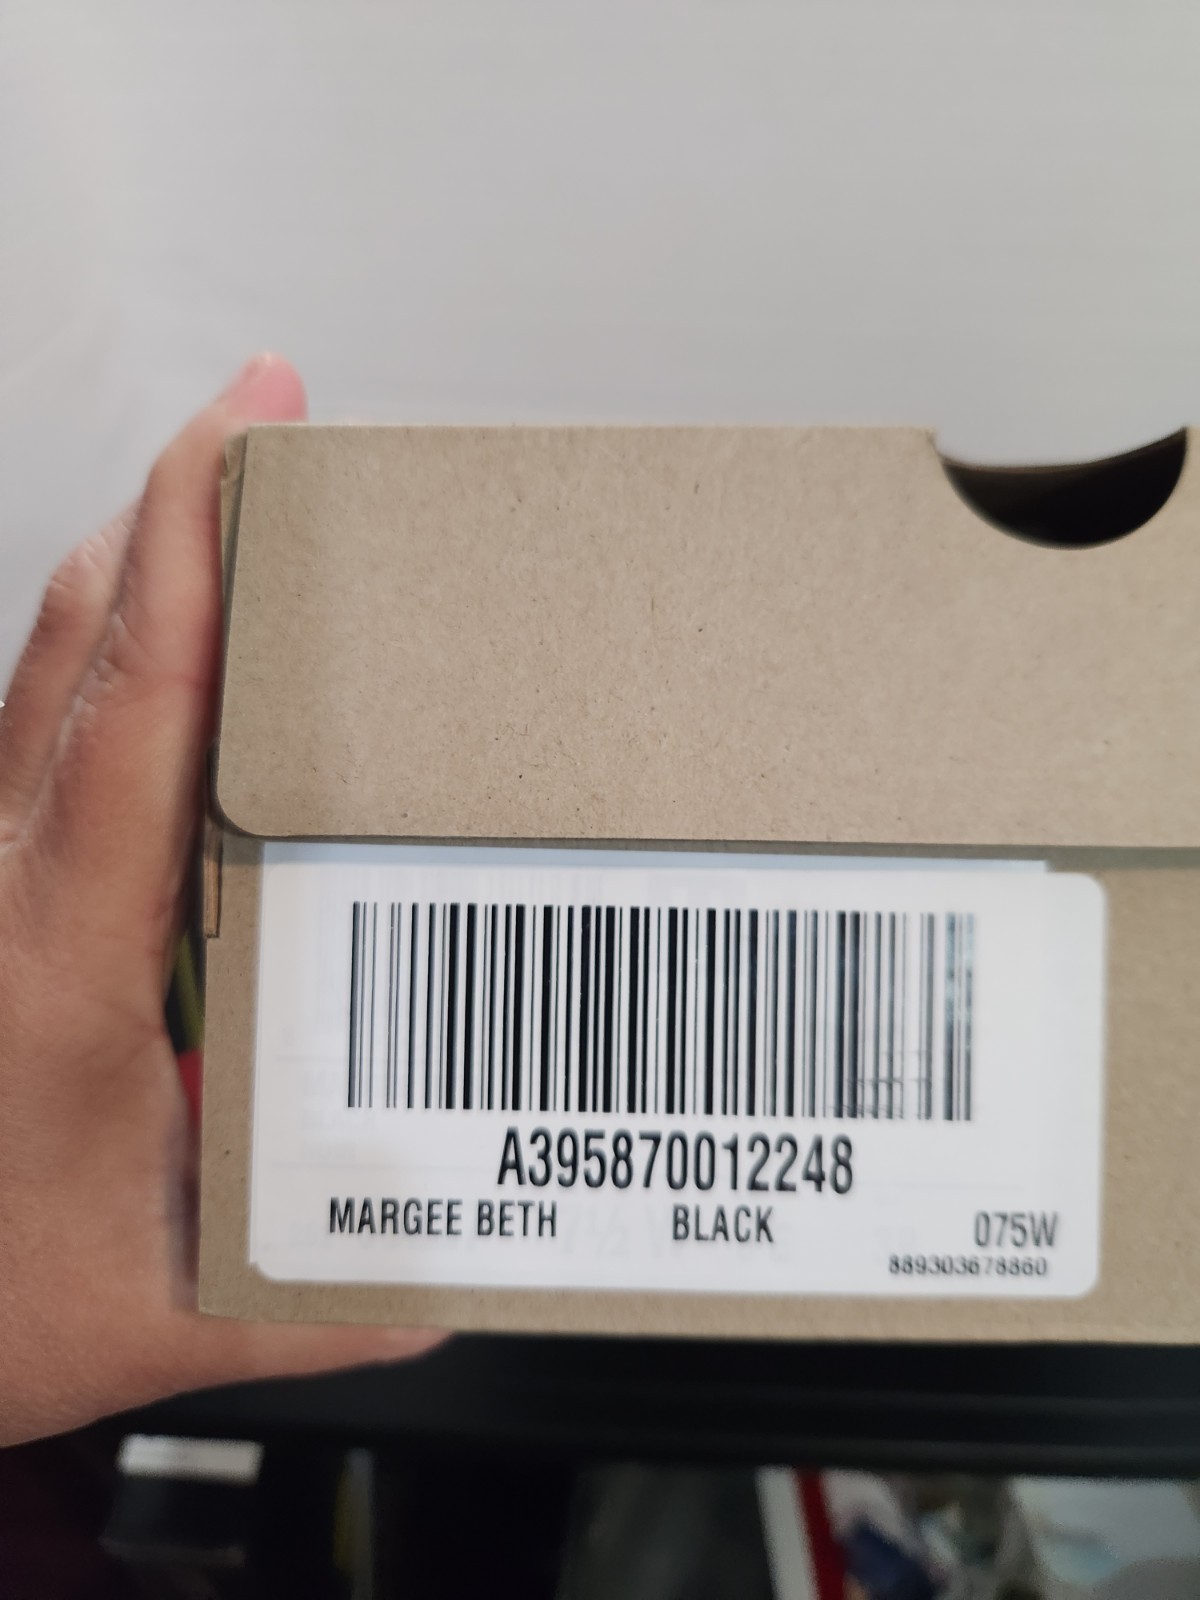 A395870012248
MARGEE BETH BLACK 075W
889303678860